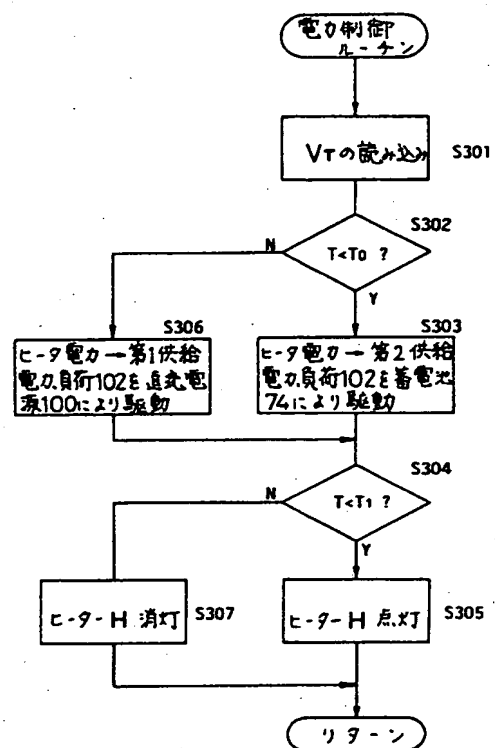 電力制御
ルーチン
VTの読み込み
S301
S302
N
T<T0 ?
Y
S306
ヒータ電力→第1供給
電力負荷102を直流電
源100により駆動
S303
ヒータ電力→第2供給
電力負荷102を蓄電池
74により駆動
S304
N
T<T1 ?
Y
ヒーターH 消灯
S307
ヒーターH 点灯
S305
リターン